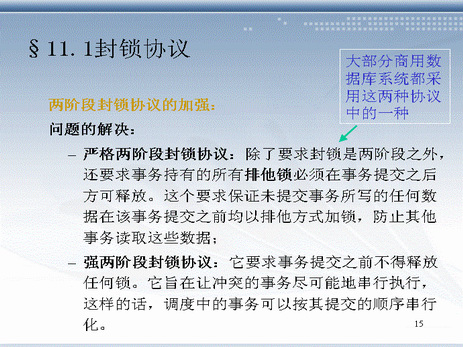 §11.1封锁协议
大部分商用数
据库系统都采
用这两种协议
中的一种
两阶段封锁协议的加强：
问题的解决：
– 严格两阶段封锁协议：除了要求封锁是两阶段之外，
还要求事务持有的所有排他锁必须在事务提交之后
方可释放。这个要求保证未提交事务所写的任何数
据在该事务提交之前均以排他方式加锁，防止其他
事务读取这些数据；
– 强两阶段封锁协议：它要求事务提交之前不得释放
任何锁。它旨在让冲突的事务尽可能地串行执行，
这样的话，调度中的事务可以按其提交的顺序串行
化。
15